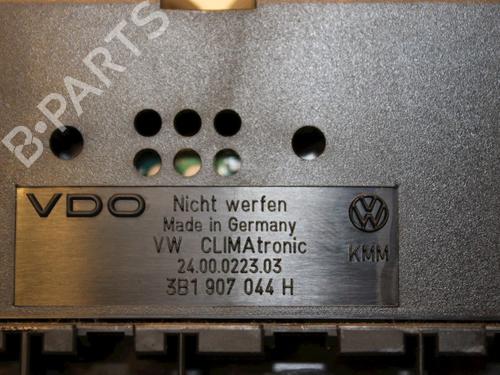 B-PARTS
VDO
Nicht werfen
Made in Germany
VW CLIMAtronic
24.00.0223.03
3B1 907 044 H
VW
KMM